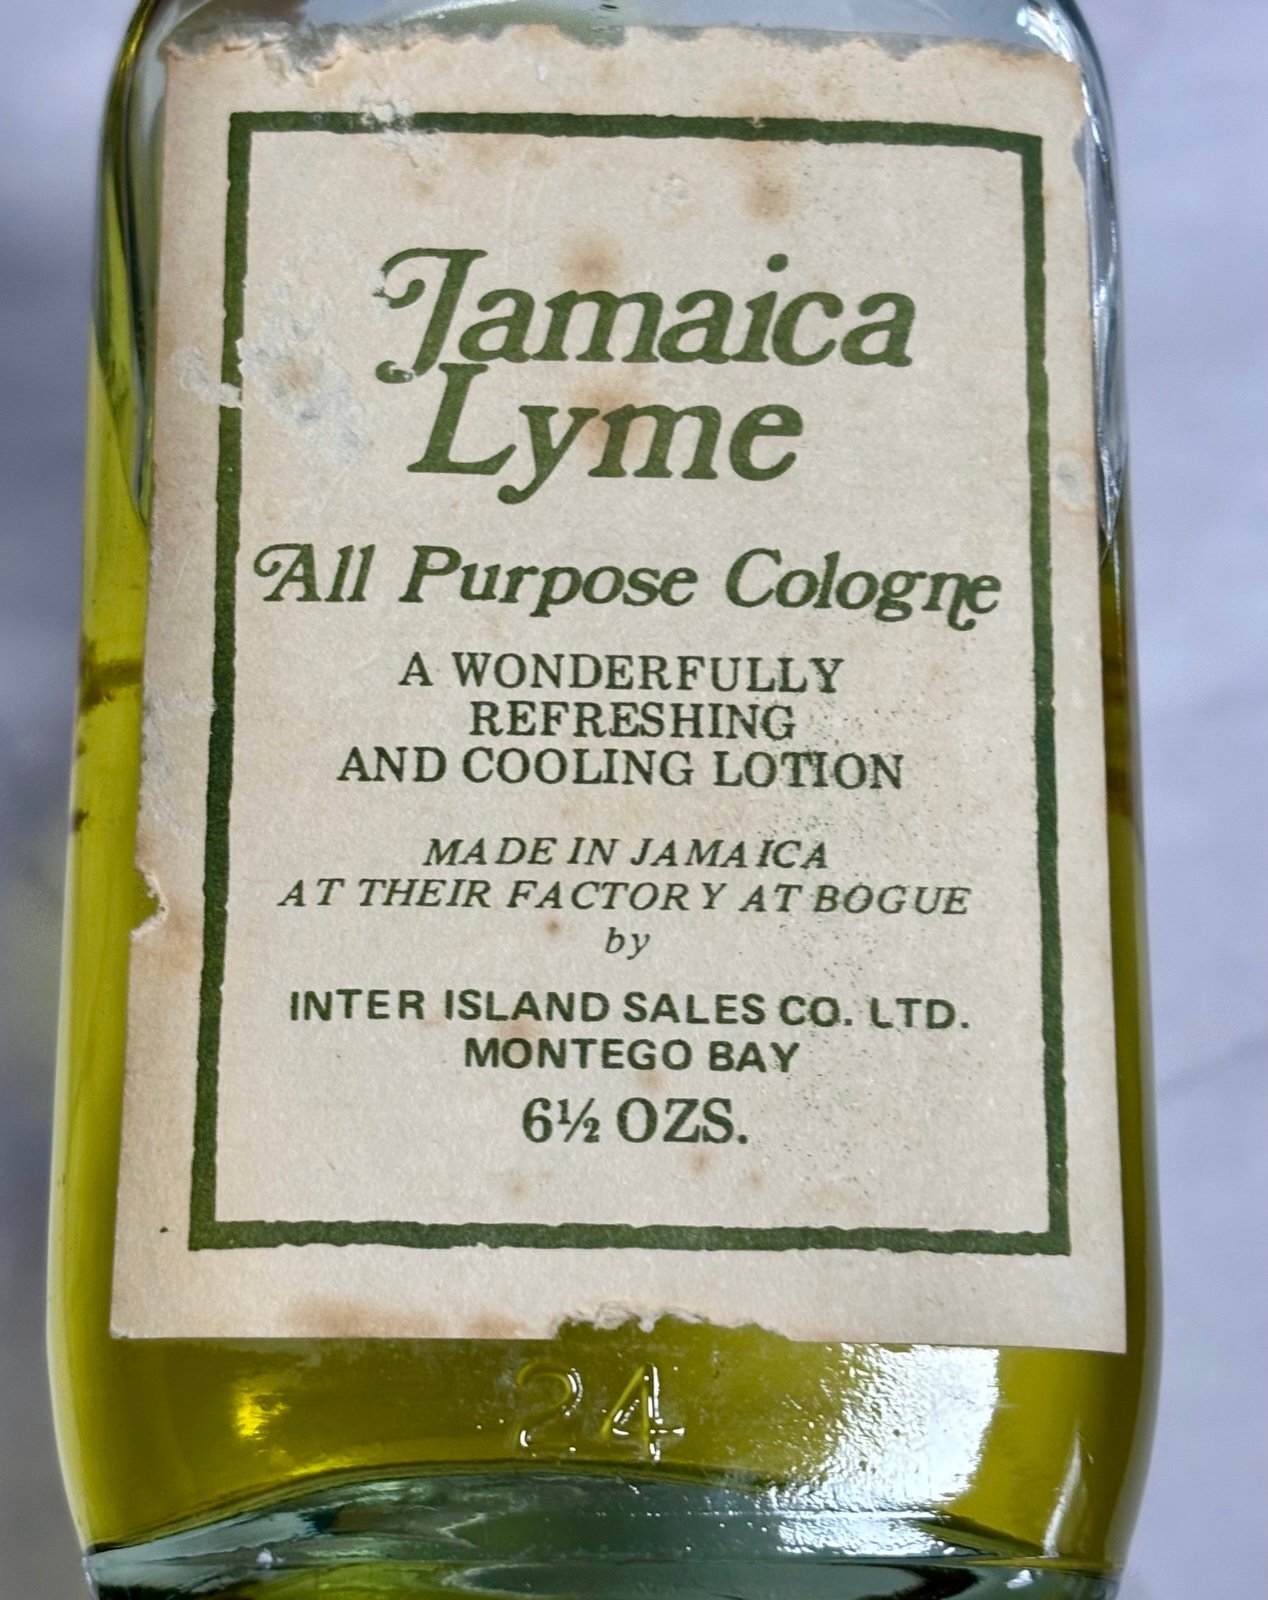 Jamaica
Lyme
All Purpose Cologne
A WONDERFULLY
REFRESHING
AND COOLING LOTION
MADE IN JAMAICA
AT THEIR FACTORY AT BOGUE
by
INTER ISLAND SALES CO. LTD.
MONTEGO BAY
6½ OZS.
24